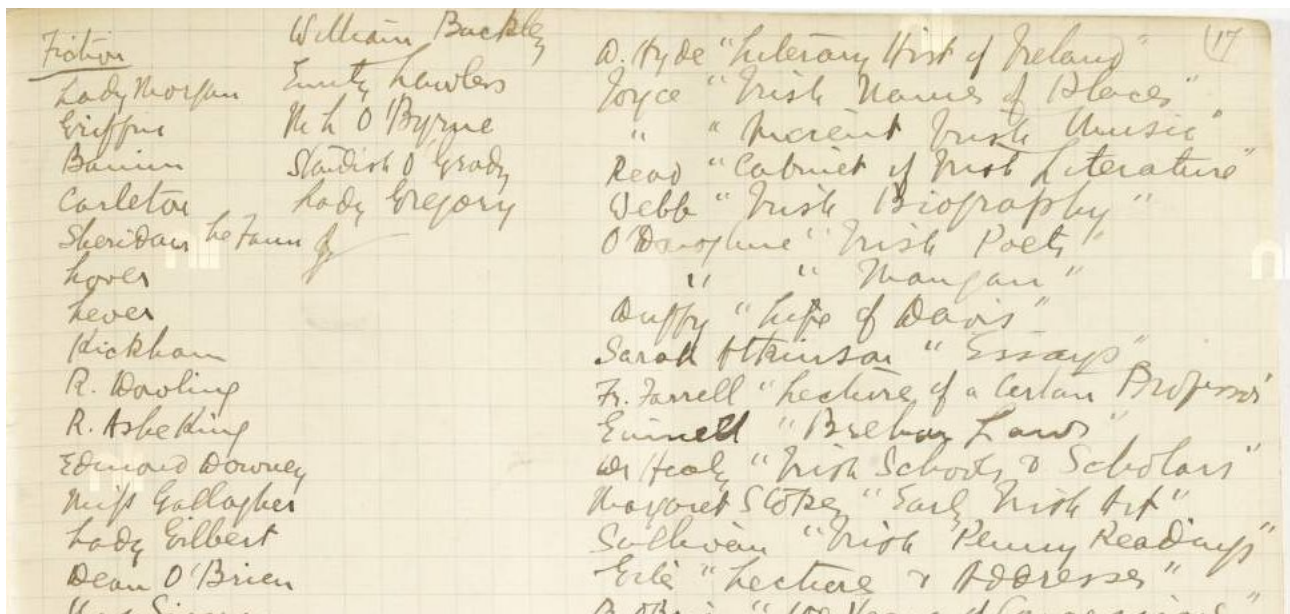 Fiction
Lady Morgan
Griffin
Banim
Carleton
Sheridan Le Fanu
Lover
Lever
Kickham
R. Dowling
R. Ashe King
Edmond Downey
Miss Gallagher
Lady Gilbert
Dean O'Brien
William Buckley
Emily Lawless
M L O'Byrne
Standish O'Grady
Lady Gregory
17
D. Hyde "Literary Hist of Ireland"
Joyce "Irish Names of Places"
" "Ancient Irish Music"
Read "Cabinet of Irish Literature"
Webb "Irish Biography"
O'Donoghue "Irish Poets"
" " Mangan"
Duffy "Life of Davis"
Sarah Atkinson "Essays"
Fr. Farrell "Lecture of a Certain Professor
Ginnell "Brehon Laws"
Dr Healy "Irish Schools & Scholars"
Margaret Stokes "Early Irish Art"
Sullivan "Irish Penny Readings"
"Lecture & Addresses"